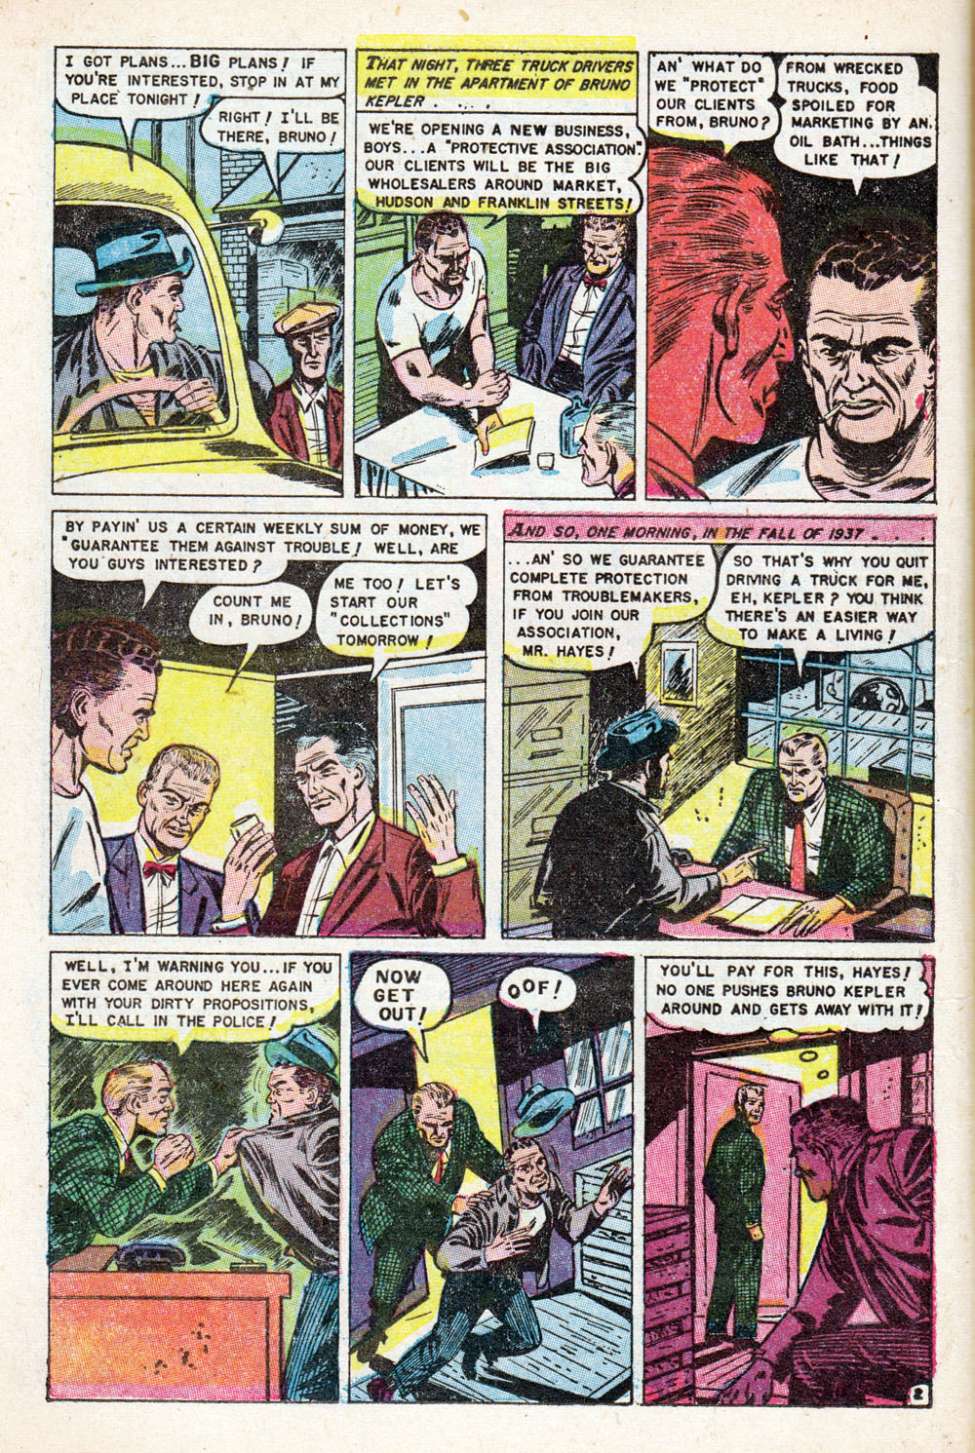 I GOT PLANS...BIG PLANS! IF
YOU'RE INTERESTED, STOP IN AT MY
PLACE TONIGHT!
RIGHT! I'LL BE
THERE, BRUNO!
THAT NIGHT, THREE TRUCK DRIVERS
MET IN THE APARTMENT OF BRUNO
KEPLER . . . .
WE'RE OPENING A NEW BUSINESS,
BOYS...A "PROTECTIVE ASSOCIATION".
OUR CLIENTS WILL BE THE BIG
WHOLESALERS AROUND MARKET,
HUDSON AND FRANKLIN STREETS!
AN' WHAT DO
WE "PROTECT"
OUR CLIENTS
FROM, BRUNO?
FROM WRECKED
TRUCKS, FOOD
SPOILED FOR
MARKETING BY AN
OIL BATH...THINGS
LIKE THAT!
BY PAYIN' US A CERTAIN WEEKLY SUM OF MONEY, WE
"GUARANTEE THEM AGAINST TROUBLE! WELL, ARE
YOU GUYS INTERESTED?
COUNT ME
IN, BRUNO!
ME TOO! LET'S
START OUR
"COLLECTIONS"
TOMORROW!
AND SO, ONE MORNING, IN THE FALL OF 1937 . . .
...AN' SO WE GUARANTEE
COMPLETE PROTECTION
FROM TROUBLEMAKERS,
IF YOU JOIN OUR
ASSOCIATION,
MR. HAYES!
SO THAT'S WHY YOU QUIT
DRIVING A TRUCK FOR ME,
EH, KEPLER? YOU THINK
THERE'S AN EASIER WAY
TO MAKE A LIVING!
WELL, I'M WARNING YOU...IF YOU
EVER COME AROUND HERE AGAIN
WITH YOUR DIRTY PROPOSITIONS,
I'LL CALL IN THE POLICE!
NOW
GET
OUT!
OOF!
YOU'LL PAY FOR THIS, HAYES!
NO ONE PUSHES BRUNO KEPLER
AROUND AND GETS AWAY WITH IT!
2